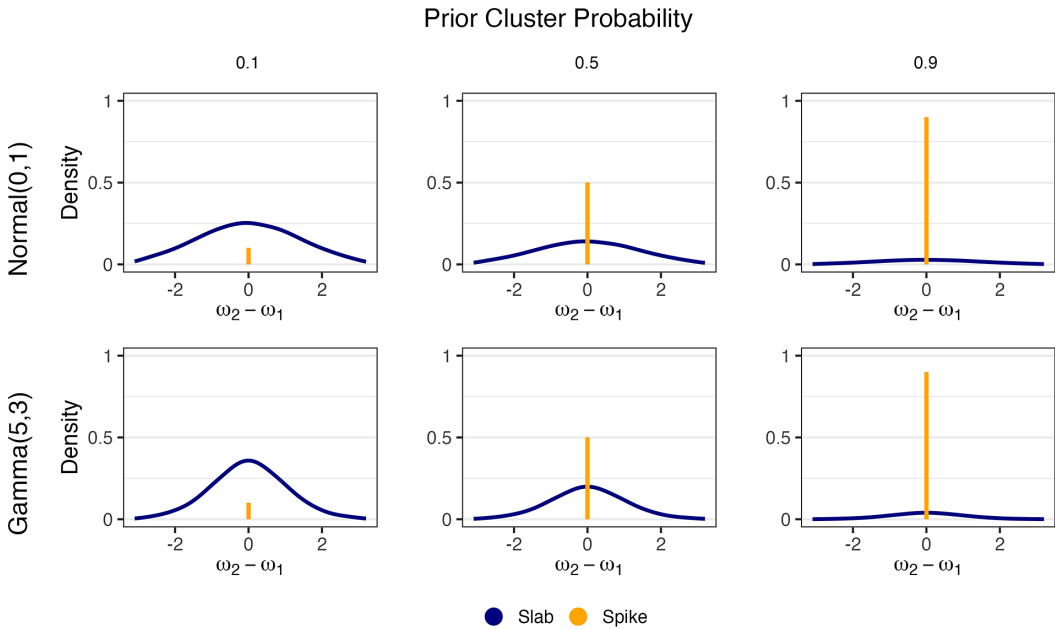 Prior Cluster Probability
0.1 0.5 0.9
Normal(0,1)
Density
1
0.5
0
-2 0 2
ω2 − ω1
1
0.5
0
-2 0 2
ω2 − ω1
1
0.5
0
-2 0 2
ω2 − ω1
Gamma(5,3)
Density
1
0.5
0
-2 0 2
ω2 − ω1
1
0.5
0
-2 0 2
ω2 − ω1
1
0.5
0
-2 0 2
ω2 − ω1
Slab Spike